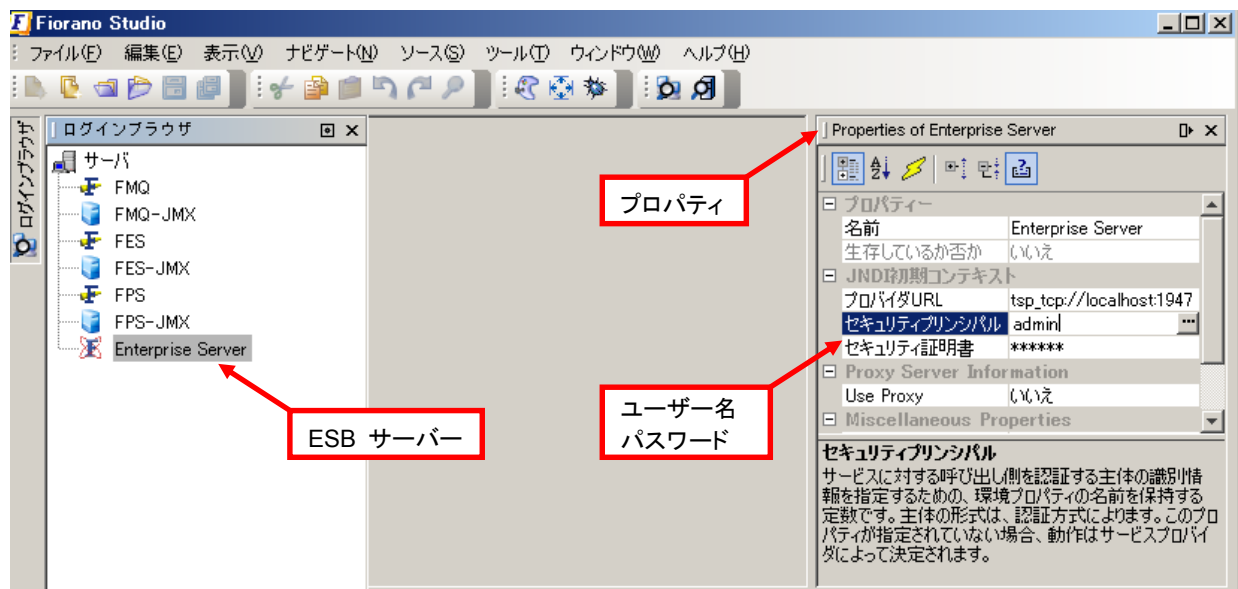 Fiorano Studio
ファイル(F) 編集(E) 表示(V) ナビゲート(N) ソース(S) ツール(T) ウィンドウ(W) ヘルプ(H)
ログインブラウザ
ログインブラウザ
サーバ
FMQ
FMQ-JMX
FES
FES-JMX
FPS
FPS-JMX
Enterprise Server
ESB サーバー
プロパティ
ユーザー名
パスワード
Properties of Enterprise Server
プロパティー
名前 Enterprise Server
生存しているか否か いいえ
JNDI初期コンテキスト
プロバイダURL tsp_tcp://localhost:1947
セキュリティプリンシパル admin
セキュリティ証明書 ******
Proxy Server Information
Use Proxy いいえ
Miscellaneous Properties
セキュリティプリンシパル
サービスに対する呼び出し側を認証する主体の識別情
報を指定するための、環境プロパティの名前を保持する
定数です。主体の形式は、認証方式によります。このプロ
パティが指定されていない場合、動作はサービスプロバイ
ダによって決定されます。